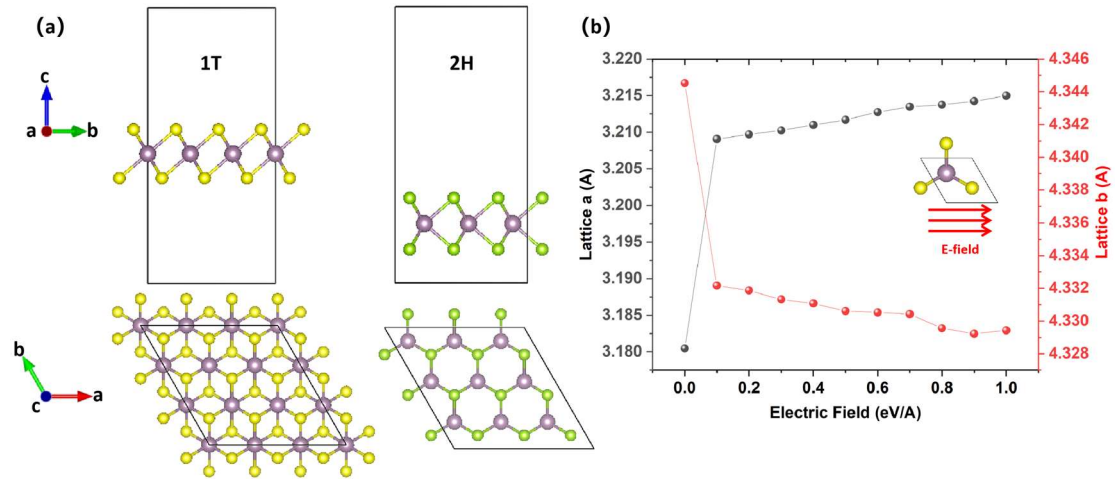 (a)
1T
2H
c
a
b
b
c
a
(b)
3.220
3.215
3.210
3.205
3.200
3.195
3.190
3.185
3.180
Lattice a (A)
4.346
4.344
4.342
4.340
4.338
4.336
4.334
4.332
4.330
4.328
Lattice b (A)
E-field
0.0 0.2 0.4 0.6 0.8 1.0
Electric Field (eV/A)